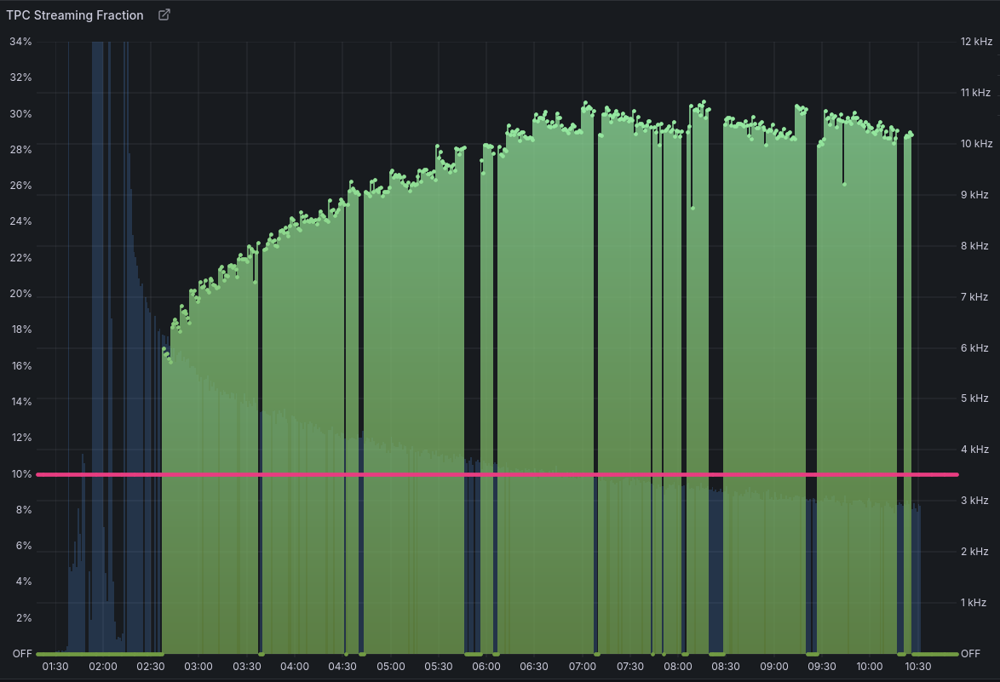 TPC Streaming Fraction
34%
12 kHz
32%
11 kHz
30%
10 kHz
28%
26%
9 kHz
24%
8 kHz
22%
20%
7 kHz
18%
6 kHz
16%
5 kHz
14%
12%
4 kHz
10%
3 kHz
8%
6%
2 kHz
4%
1 kHz
2%
OFF
OFF
01:30 02:00 02:30 03:00 03:30 04:00 04:30 05:00 05:30 06:00 06:30 07:00 07:30 08:00 08:30 09:00 09:30 10:00 10:30